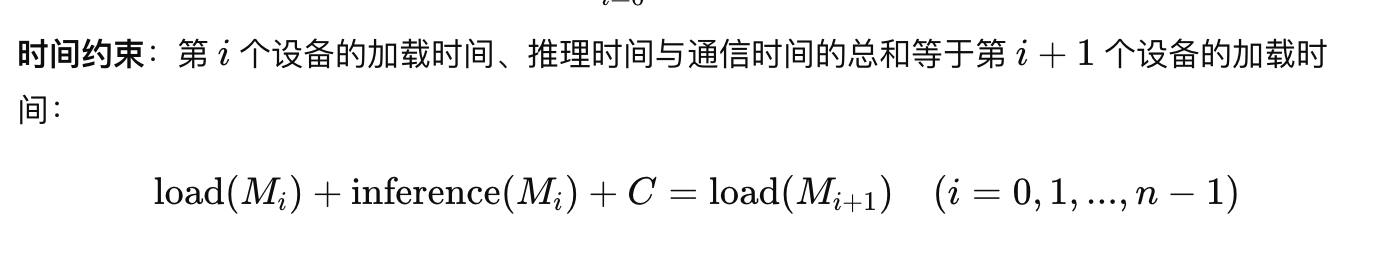 时间约束：第 i 个设备的加载时间、推理时间与通信时间的总和等于第 i + 1 个设备的加载时
间：
load(M_i) + inference(M_i) + C = load(M_{i+1}) (i = 0, 1, ..., n − 1)